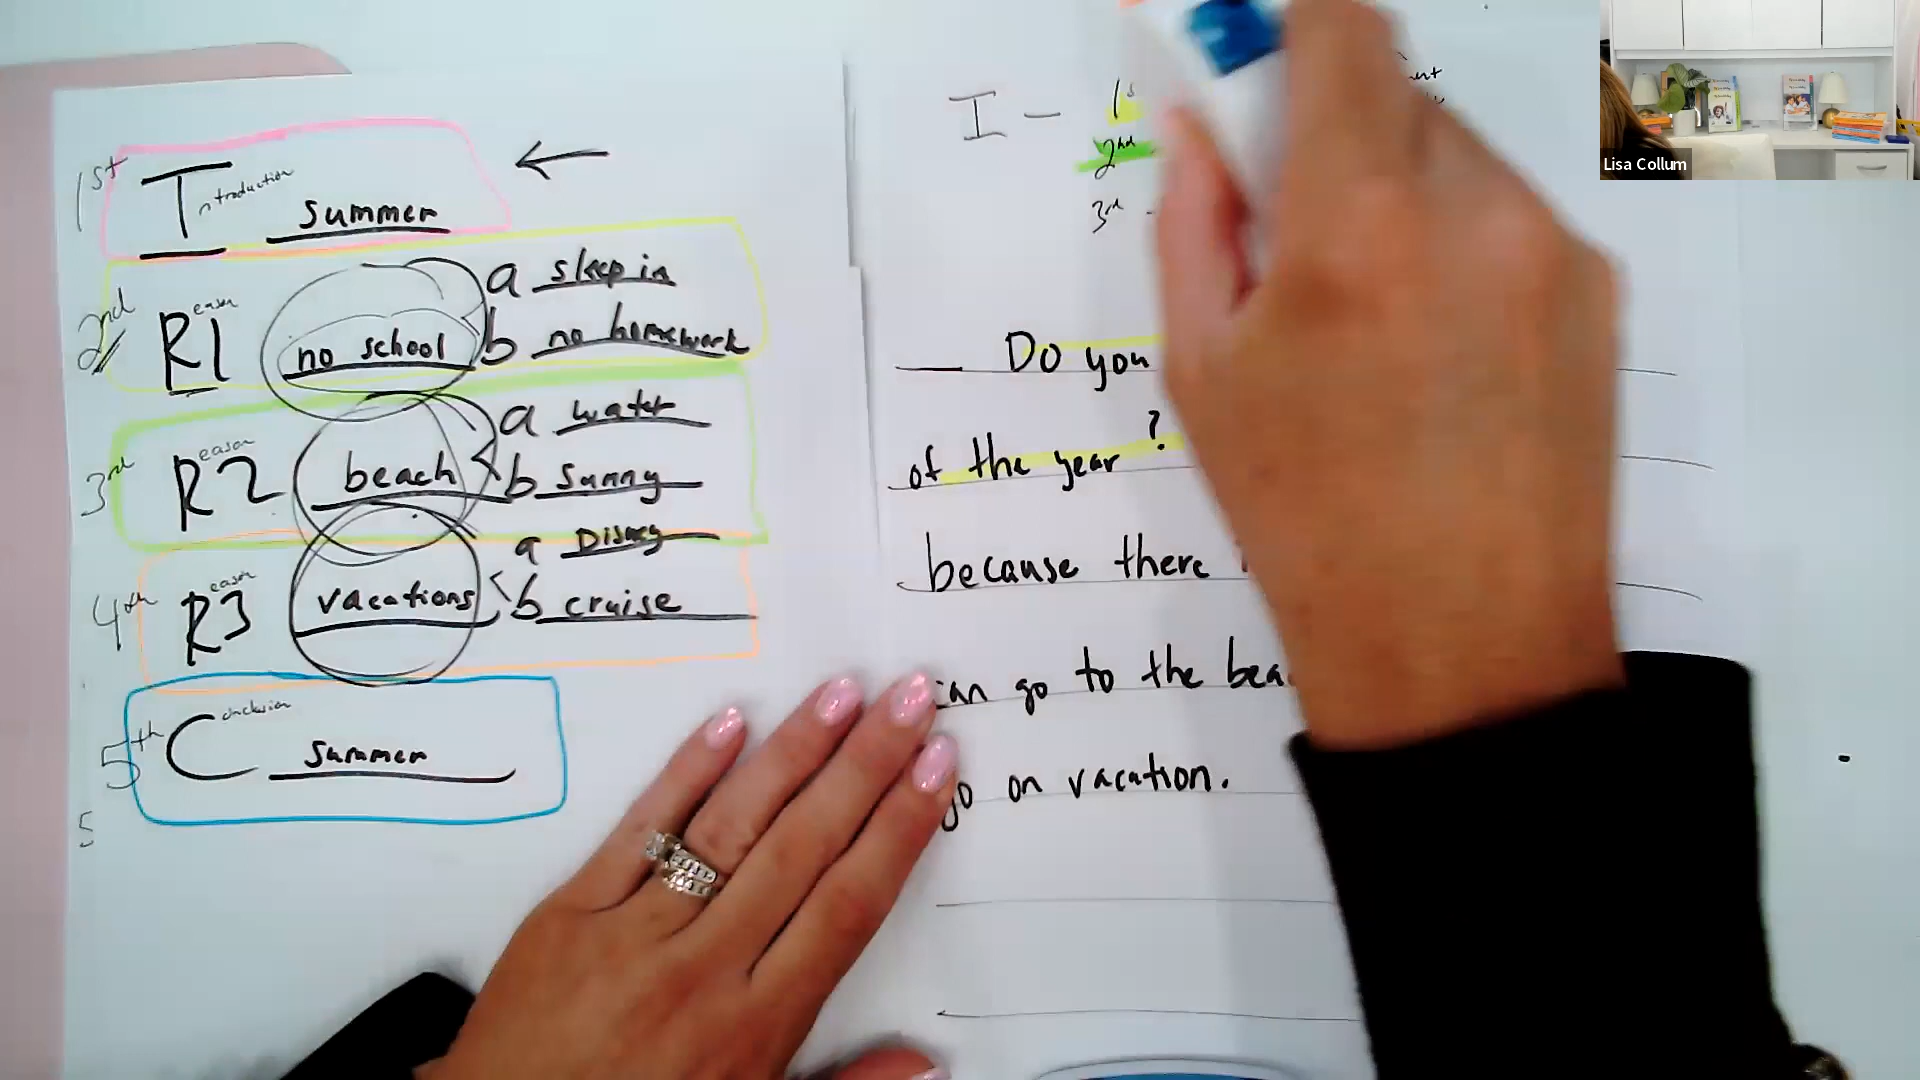 1st Introduction summer
2nd Reason R1 no school a sleep in
b no homework
3rd Reason R2 beach a water
b sunny
4th Reason R3 vacations a Disney
b cruise
5th Conclusion summer
5
I - 1s
2nd
3rd -
Do you
of the year?
because there
can go to the bea
go on vacation.
Lisa Collum